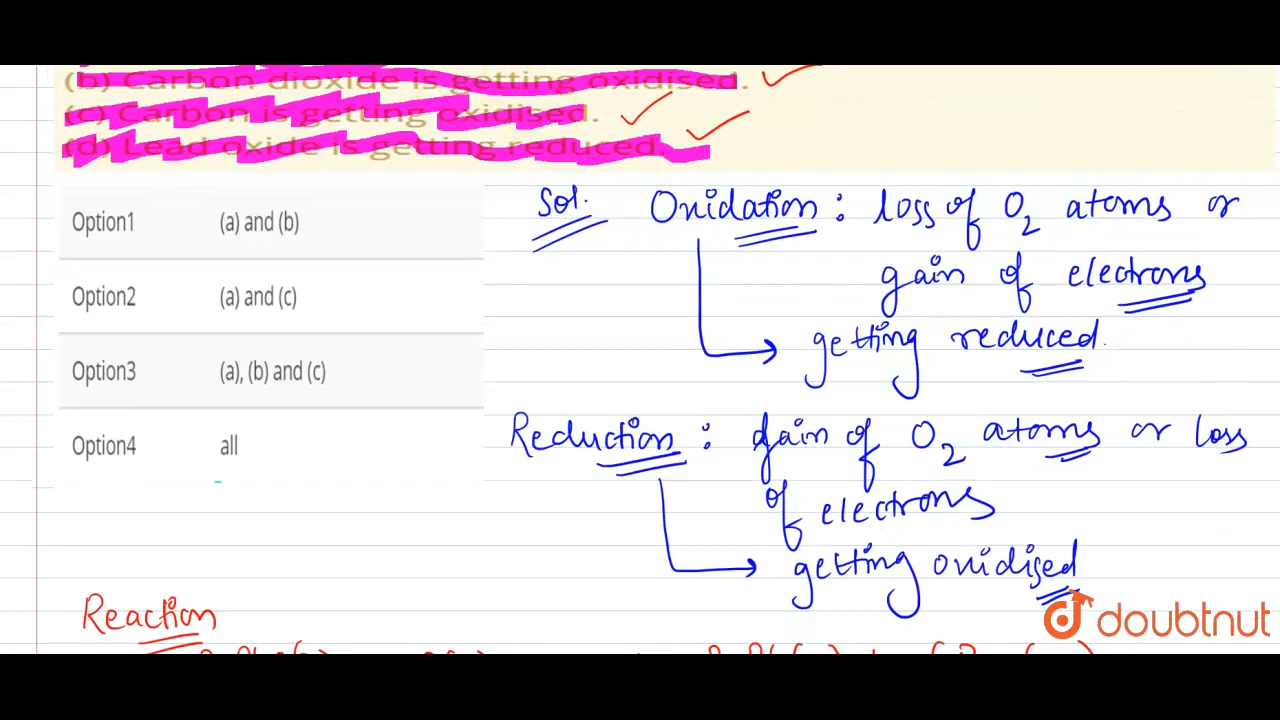 (b) Carbon dioxide is getting oxidised.
(c) Carbon is getting oxidised.
(d) Lead oxide is getting reduced.
Option1 (a) and (b)
Option2 (a) and (c)
Option3 (a), (b) and (c)
Option4 all
Sol. Oxidation : loss of O2 atoms or
gain of electrons
getting reduced.
Reduction : gain of O2 atoms or loss
of electrons
getting oxidised
Reaction
doubtnut